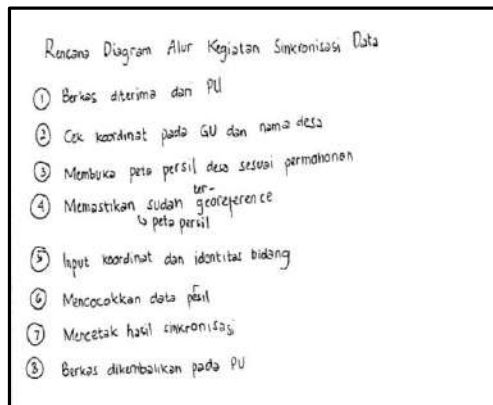 Rencana Diagram Alur Kegiatan Sinkronisasi Data
① Berkas diterima dari PU
② Cek koordinat pada GU dan nama desa
③ Membuka peta persil desa sesuai permohonan
④ Memastikan sudah ter-georeference
↳ peta persil
⑤ Input koordinat dan identitas bidang
⑥ Mencocokkan data persil
⑦ Mencetak hasil sinkronisasi
⑧ Berkas dikembalikan pada PU